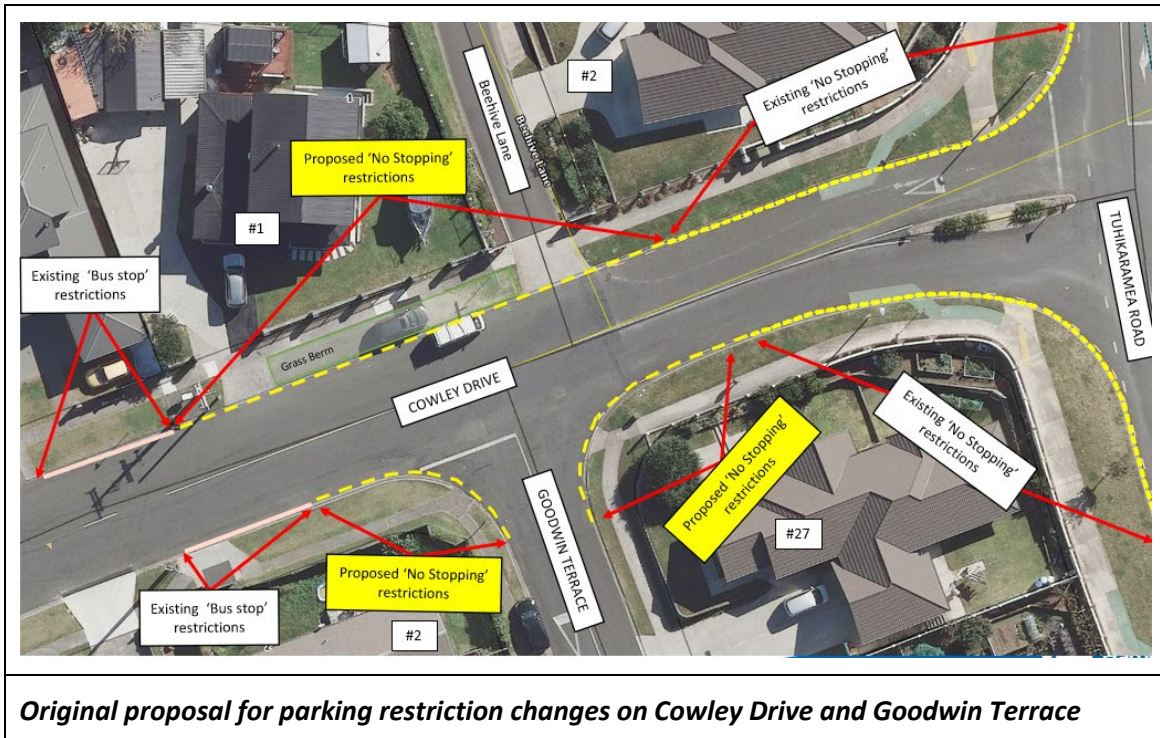 #2
Beehive Lane
Beehive Lane
Existing 'No Stopping'
restrictions
Proposed 'No Stopping'
restrictions
#1
Existing 'Bus stop'
restrictions
Grass Berm
COWLEY DRIVE
TUHIKARAMEA ROAD
Existing 'No Stopping'
restrictions
Proposed 'No Stopping'
restrictions
GOODWIN TERRACE
#27
Proposed 'No Stopping'
restrictions
Existing 'Bus stop'
restrictions
#2
Original proposal for parking restriction changes on Cowley Drive and Goodwin Terrace